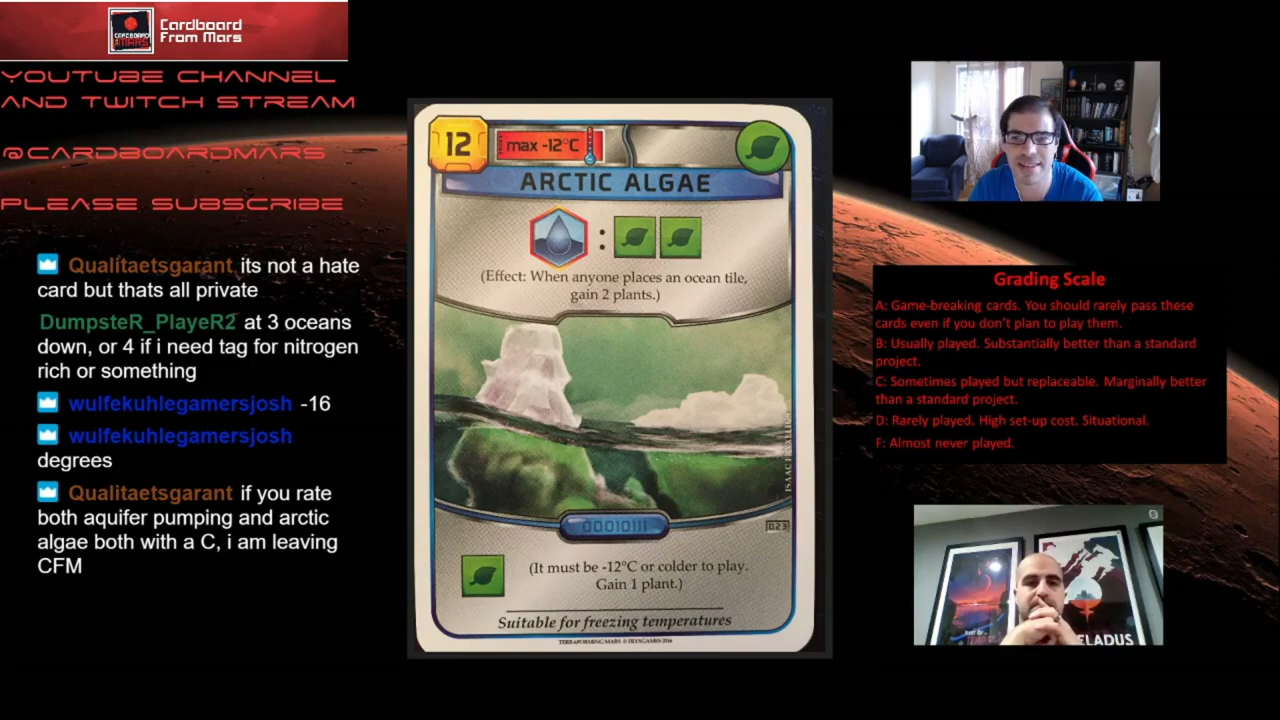 Cardboard
From Mars
YOUTUBE CHANNEL
AND TWITCH STREAM
@CARDBOARDMARS
PLEASE SUBSCRIBE
Qualitaetsgarant its not a hate
card but thats all private
DumpsteR_PlayeR2 at 3 oceans
down, or 4 if i need tag for nitrogen
rich or something
wulfekuhlegamersjosh -16
wulfekuhlegamersjosh
degrees
Qualitaetsgarant if you rate
both aquifer pumping and arctic
algae both with a C, i am leaving
CFM
12
max -12°C
ARCTIC ALGAE
:
(Effect: When anyone places an ocean tile,
gain 2 plants.)
00010111
023
(It must be -12°C or colder to play.
Gain 1 plant.)
Suitable for freezing temperatures
TERRAFORMING MARS © FRYXGAMES 2016
Grading Scale
A: Game-breaking cards. You should rarely pass these
cards even if you don't plan to play them.
B: Usually played. Substantially better than a standard
project.
C: Sometimes played but replaceable. Marginally better
than a standard project.
D: Rarely played. High set-up cost. Situational.
F: Almost never played.